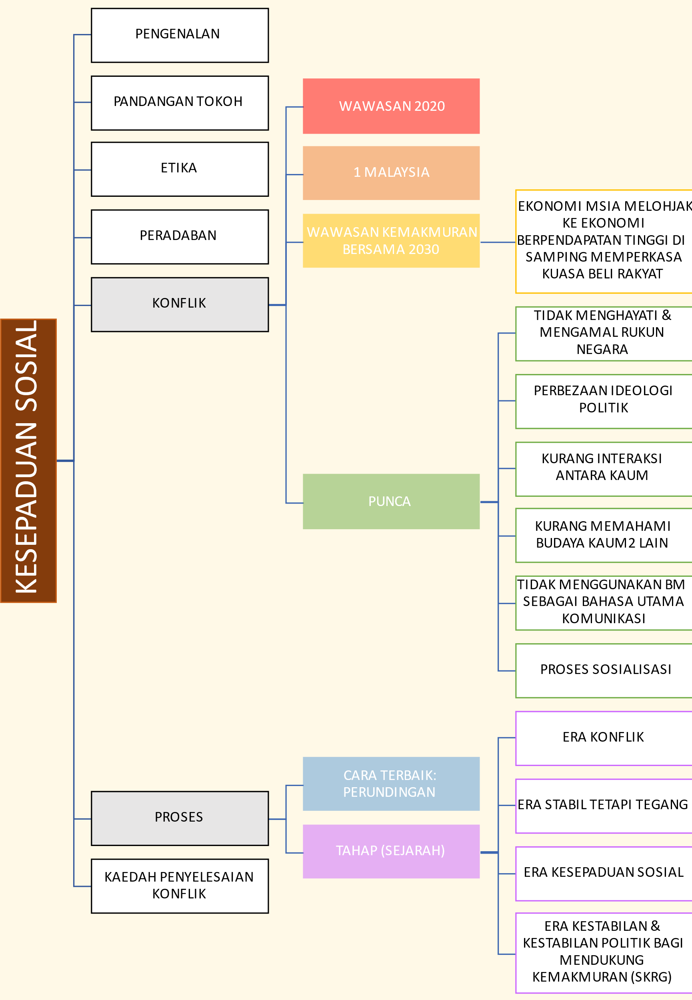 KESEPADUAN SOSIAL
PENGENALAN
PANDANGAN TOKOH
ETIKA
PERADABAN
KONFLIK
WAWASAN 2020
1 MALAYSIA
WAWASAN KEMAKMURAN
BERSAMA 2030
EKONOMI MSIA MELOHJAK
KE EKONOMI
BERPENDAPATAN TINGGI DI
SAMPING MEMPERKASA
KUASA BELI RAKYAT
PUNCA
TIDAK MENGHAYATI &
MENGAMAL RUKUN
NEGARA
PERBEZAAN IDEOLOGI
POLITIK
KURANG INTERAKSI
ANTARA KAUM
KURANG MEMAHAMI
BUDAYA KAUM2 LAIN
TIDAK MENGGUNAKAN BM
SEBAGAI BAHASA UTAMA
KOMUNIKASI
PROSES SOSIALISASI
PROSES
CARA TERBAIK:
PERUNDINGAN
TAHAP (SEJARAH)
ERA KONFLIK
ERA STABIL TETAPI TEGANG
ERA KESEPADUAN SOSIAL
ERA KESTABILAN &
KESTABILAN POLITIK BAGI
MENDUKUNG
KEMAKMURAN (SKRG)
KAEDAH PENYELESAIAN
KONFLIK